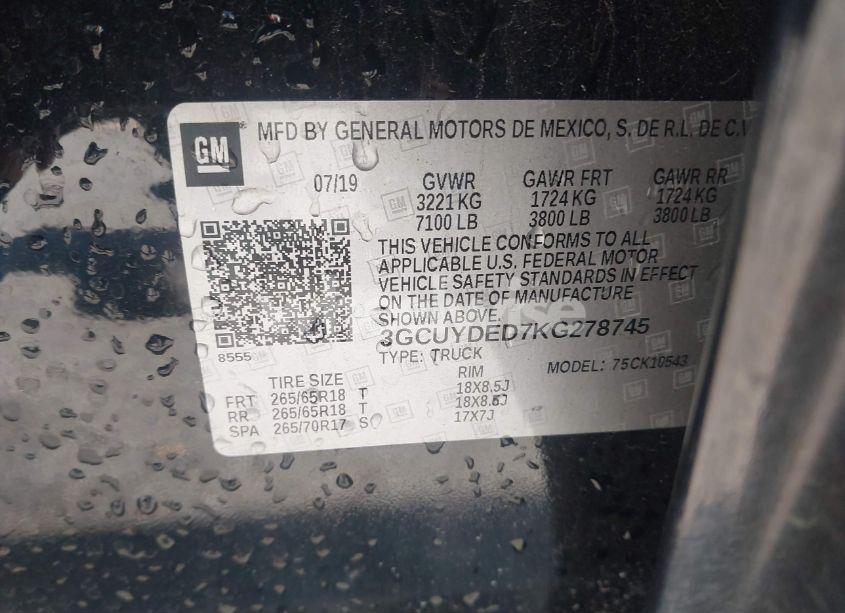 GM MFD BY GENERAL MOTORS DE MEXICO, S. DE R.L. DE C.V
07/19 GVWR GAWR FRT GAWR RR
3221 KG 1724 KG 1724 KG
7100 LB 3800 LB 3800 LB
THIS VEHICLE CONFORMS TO ALL
APPLICABLE U.S. FEDERAL MOTOR
VEHICLE SAFETY STANDARDS IN EFFECT
ON THE DATE OF MANUFACTURE
SHOWN ABOVE.
3GCUYDED7KG278745
8555 TYPE: TRUCK MODEL: 75CK10543
TIRE SIZE RIM
FRT 265/65R18 T 18X8.5J
RR 265/65R18 T 18X8.5J
SPA 265/70R17 S 17X7J